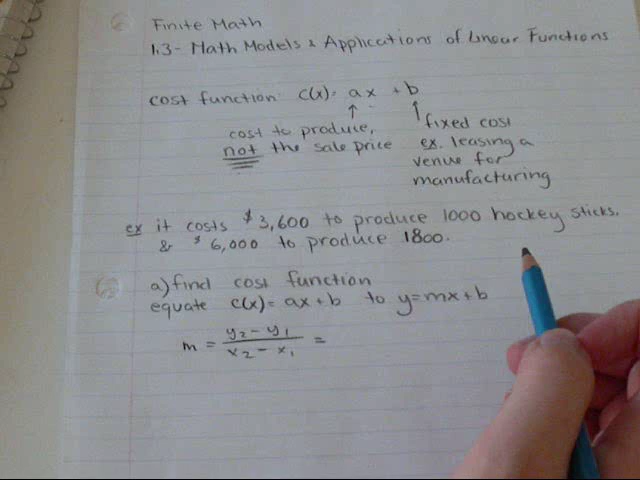 Finite Math
1.3 - Math Models & Applications of Linear Functions
cost function: c(x) = ax + b
cost to produce,
not the sale price
fixed cost
ex. leasing a
venue for
manufacturing
ex it costs $3,600 to produce 1000 hockey sticks,
& $6,000 to produce 1800.
a) find cost function
equate c(x) = ax + b to y = mx + b
m = y₂ - y₁ / x₂ - x₁ =